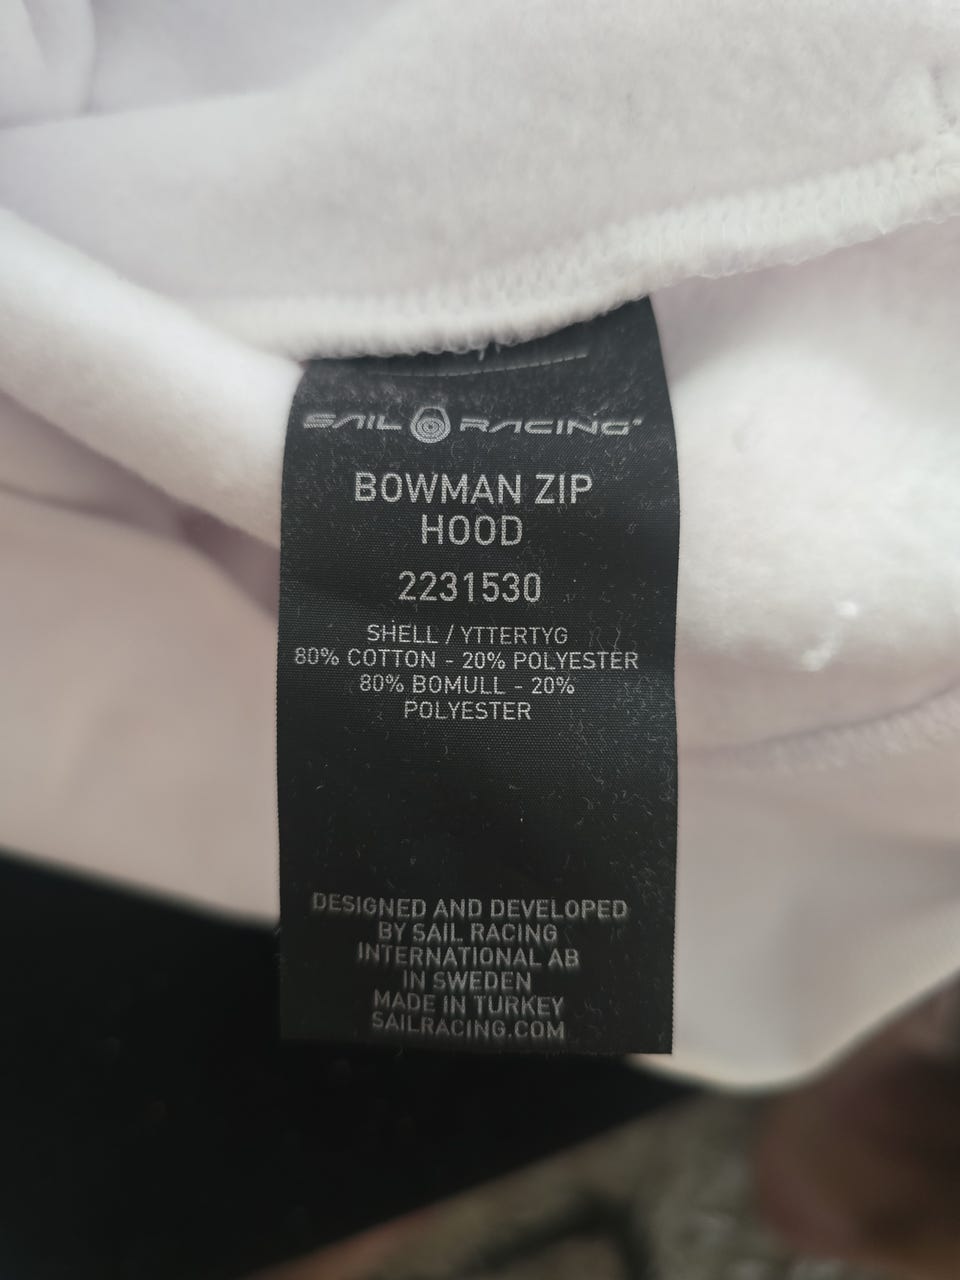 SAIL RACING®
BOWMAN ZIP
HOOD
2231530
SHELL / YTTERTYG
80% COTTON - 20% POLYESTER
80% BOMULL - 20%
POLYESTER
DESIGNED AND DEVELOPED
BY SAIL RACING
INTERNATIONAL AB
IN SWEDEN
MADE IN TURKEY
SAILRACING.COM